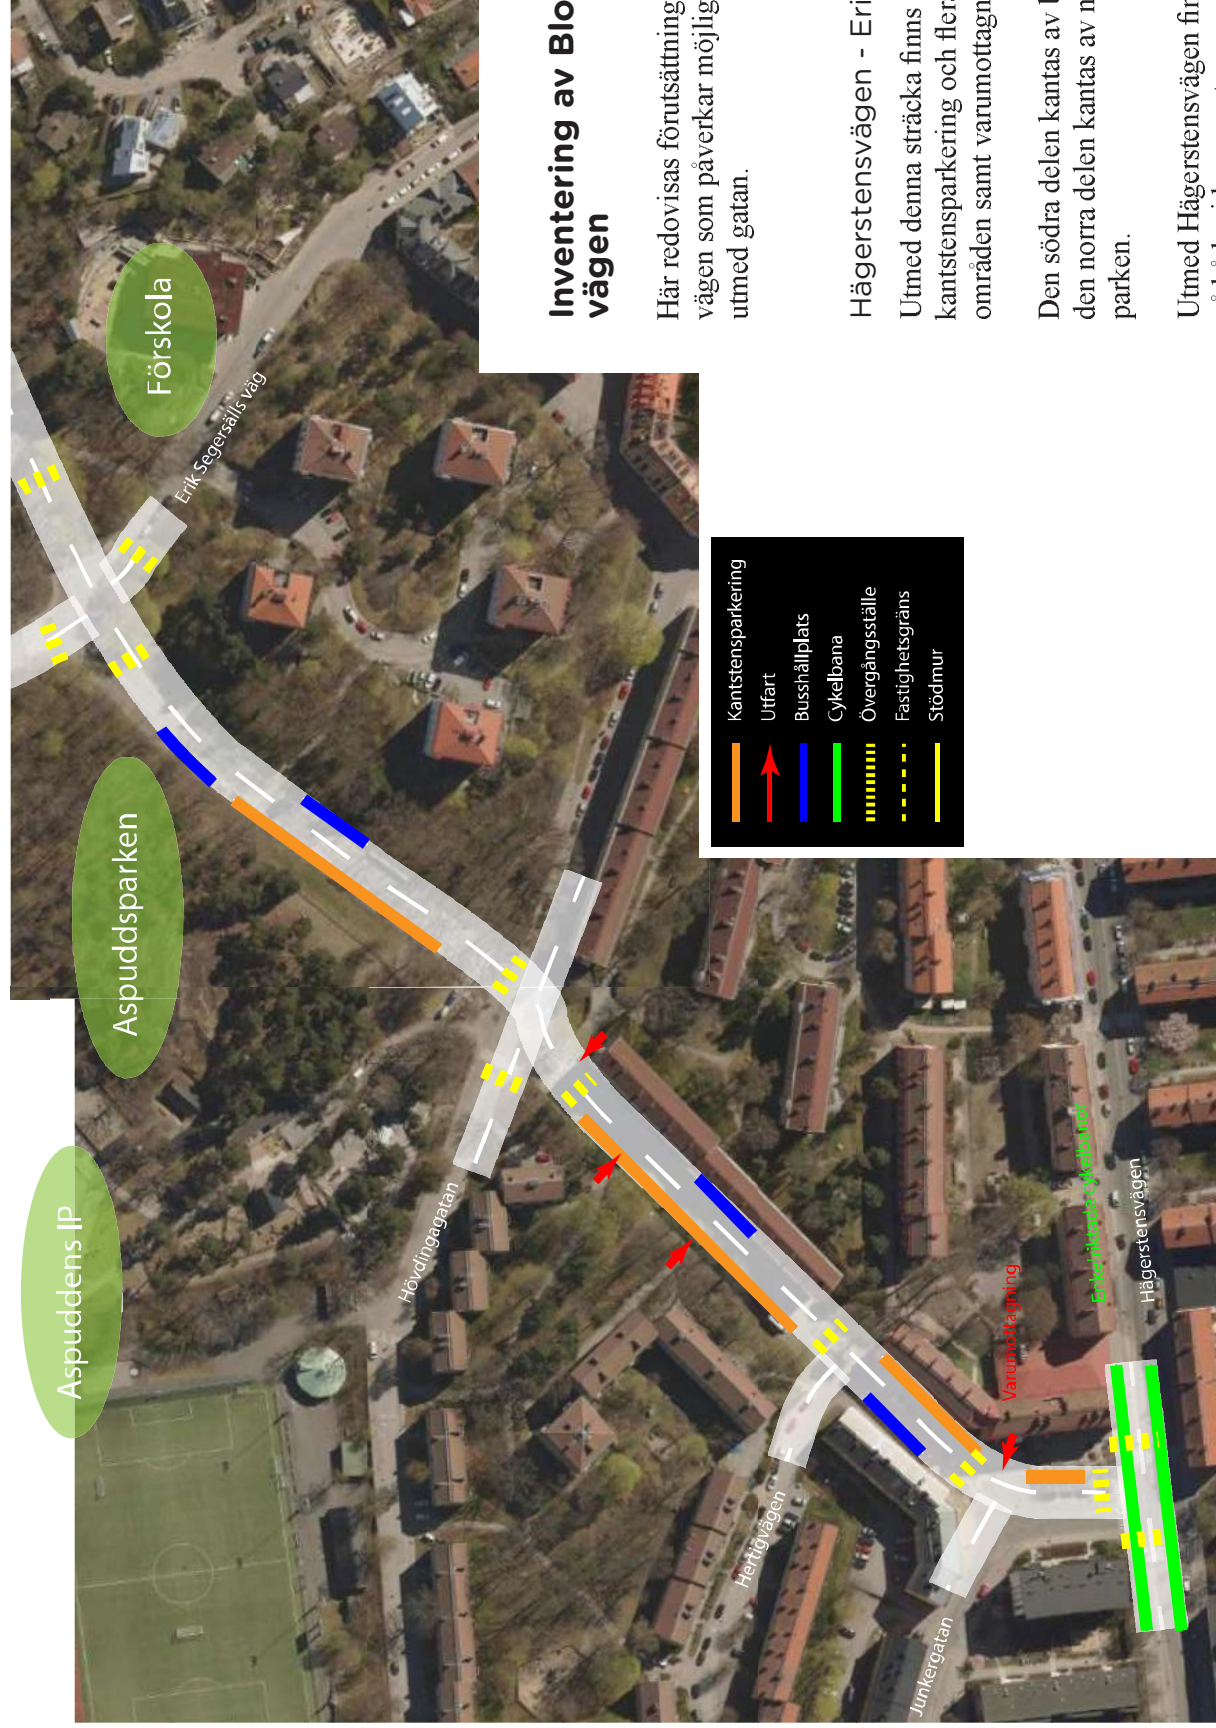 Inventering av Blo
vägen
Här redovisas förutsättning
vägen som påverkar möjlig
utmed gatan.
Hägerstensvägen - Eri
Utmed denna sträcka finns
kantstensparkering och fler
områden samt varumottagn
Den södra delen kantas av
den norra delen kantas av
parken.
Utmed Hägerstensvägen fin
Förskola
Erik Segersälls väg
Aspuddsparken
Aspuddens IP
Hövdingagatan
Hertigvägen
Junkergatan
Varumottagning
Enkelriktade cykelbanor
Hägerstensvägen
Kantstensparkering
Utfart
Busshållplats
Cykelbana
Övergångsställe
Fastighetsgräns
Stödmur